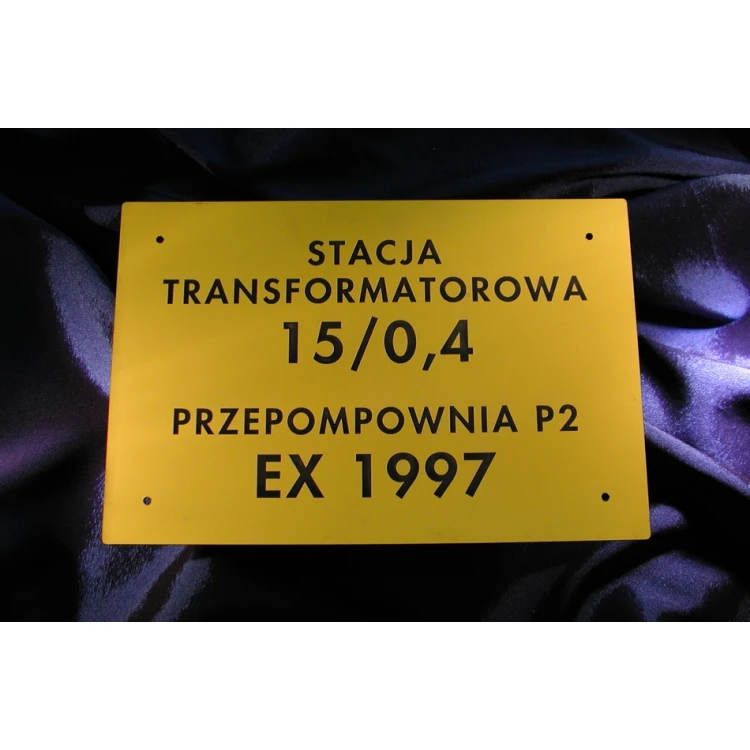 STACJA
TRANSFORMATOROWA
15/0,4
PRZEPOMPOWNIA P2
EX 1997